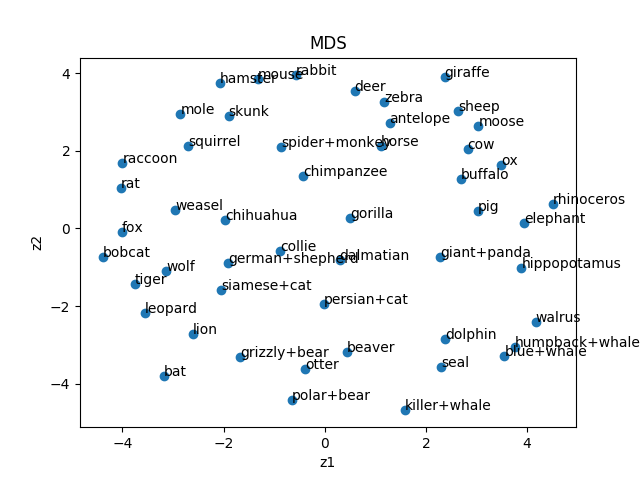 MDS
giraffe
rabbit
mouse
hamster
deer
zebra
sheep
mole
skunk
antelope
moose
squirrel
spider+monkey
horse
cow
raccoon
ox
chimpanzee
buffalo
rat
rhinoceros
weasel
pig
chihuahua
gorilla
elephant
fox
collie
bobcat
german+shepherd
dalmatian
giant+panda
wolf
hippopotamus
tiger
siamese+cat
persian+cat
leopard
walrus
lion
dolphin
humpback+whale
beaver
blue+whale
grizzly+bear
otter
seal
bat
polar+bear
killer+whale
4
2
0
−2
−4
z2
−4 −2 0 2 4
z1